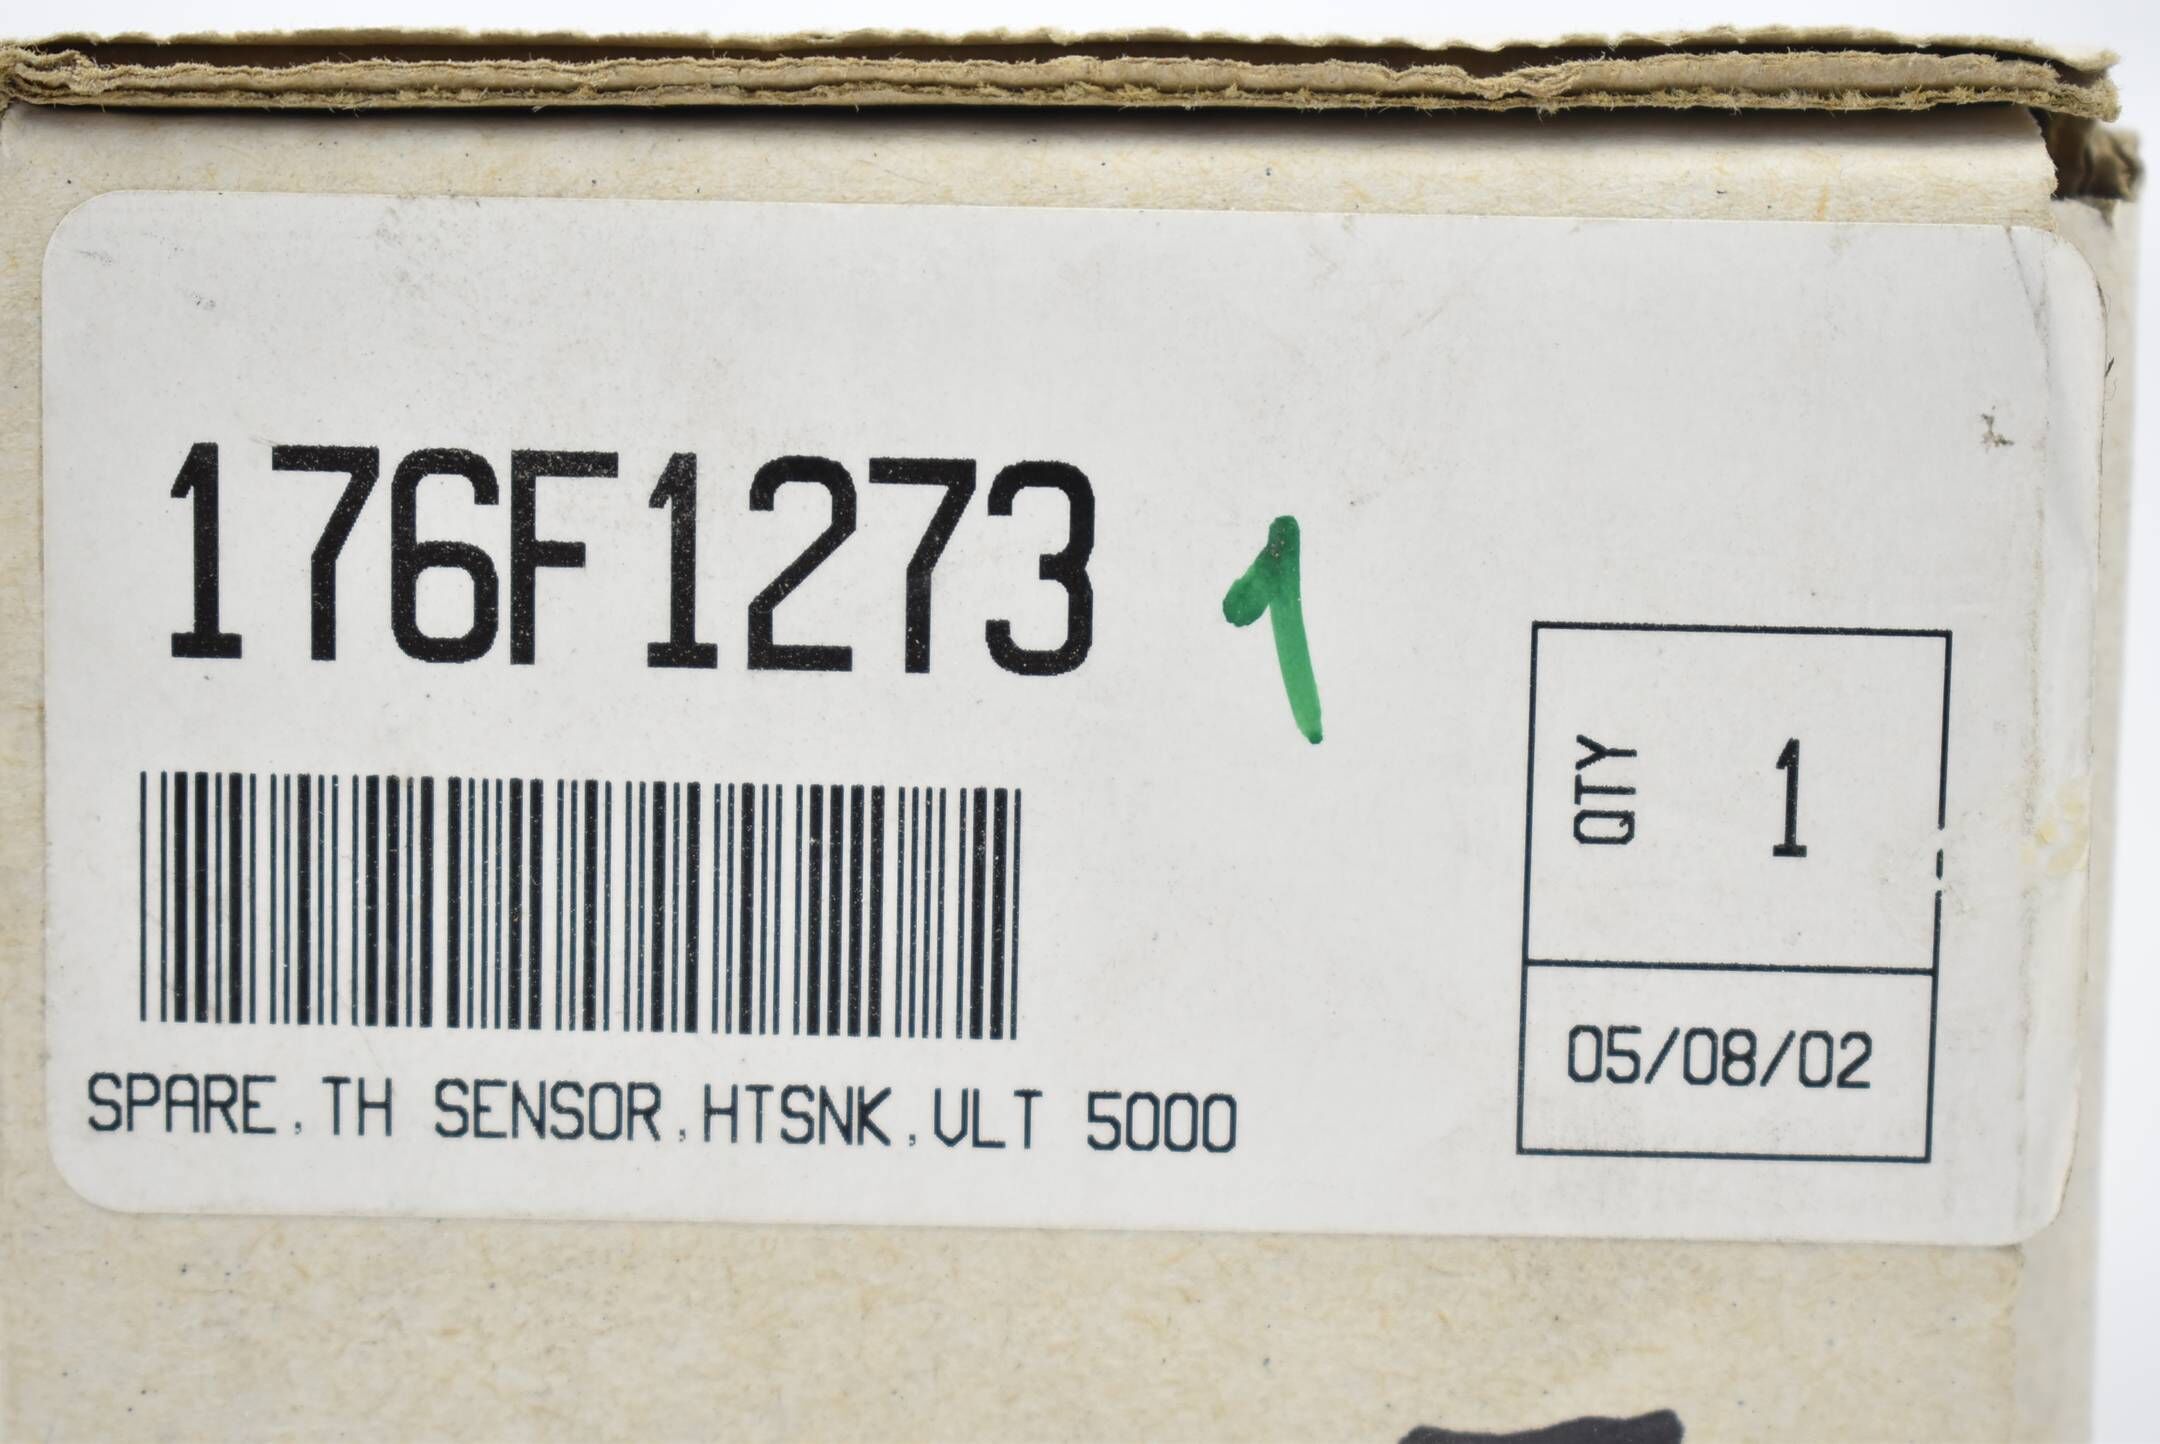 176F1273
1
QTY 1
05/08/02
SPARE, TH SENSOR, HTSNK, VLT 5000